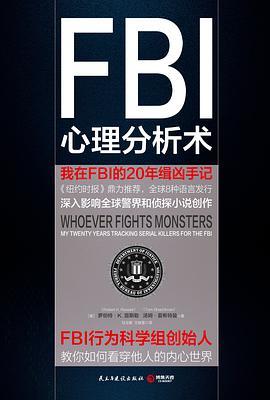 FBI
心理分析术
我在FBI的20年缉凶手记
《纽约时报》鼎力推荐，全球8种语言发行
深入影响全球警界和侦探小说创作
WHOEVER FIGHTS MONSTERS
MY TWENTY YEARS TRACKING SERIAL KILLERS FOR THE FBI
FBI行为科学组创始人
教你如何看穿他人的内心世界
民主与建设出版社
博集天卷